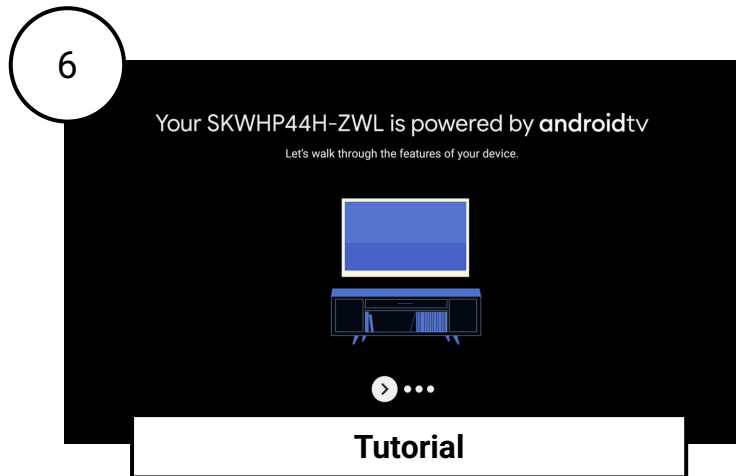 6
Your SKWHP44H-ZWL is powered by androidtv
Let's walk through the features of your device.
Tutorial